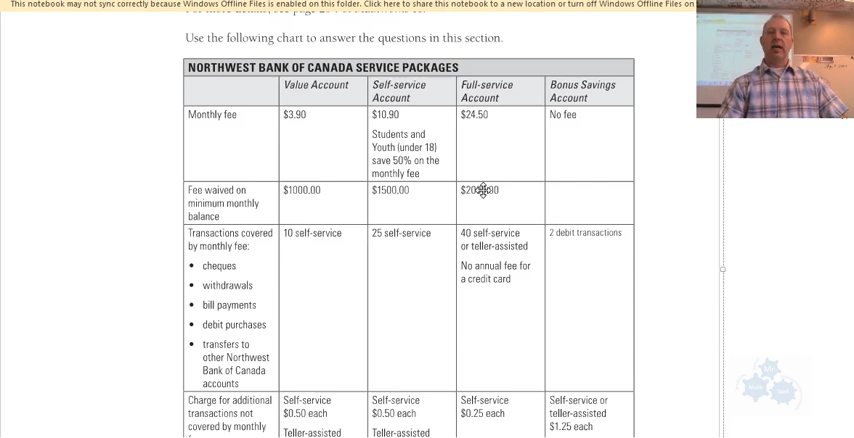 This notebook may not sync correctly because Windows Offline Files is enabled on this folder. Click here to share this notebook to a new location or turn off Windows Offline Files on
Use the following chart to answer the questions in this section.
NORTHWEST BANK OF CANADA SERVICE PACKAGES
Value Account Self-service Account Full-service Account Bonus Savings Account
Monthly fee $3.90 $10.90 $24.50 No fee
Students and
Youth (under 18)
save 50% on the
monthly fee
Fee waived on
minimum monthly
balance
$1000.00 $1500.00
Transactions covered
by monthly fee:
10 self-service 25 self-service 40 self-service
or teller-assisted
2 debit transactions
No annual fee for
a credit card
• cheques
• withdrawals
• bill payments
• debit purchases
• transfers to
other Northwest
Bank of Canada
accounts
Charge for additional
transactions not
covered by monthly
Self-service
$0.50 each
Teller-assisted
Self-service
$0.50 each
Teller-assisted
Self-service
$0.25 each
Self-service or
teller-assisted
$1.25 each